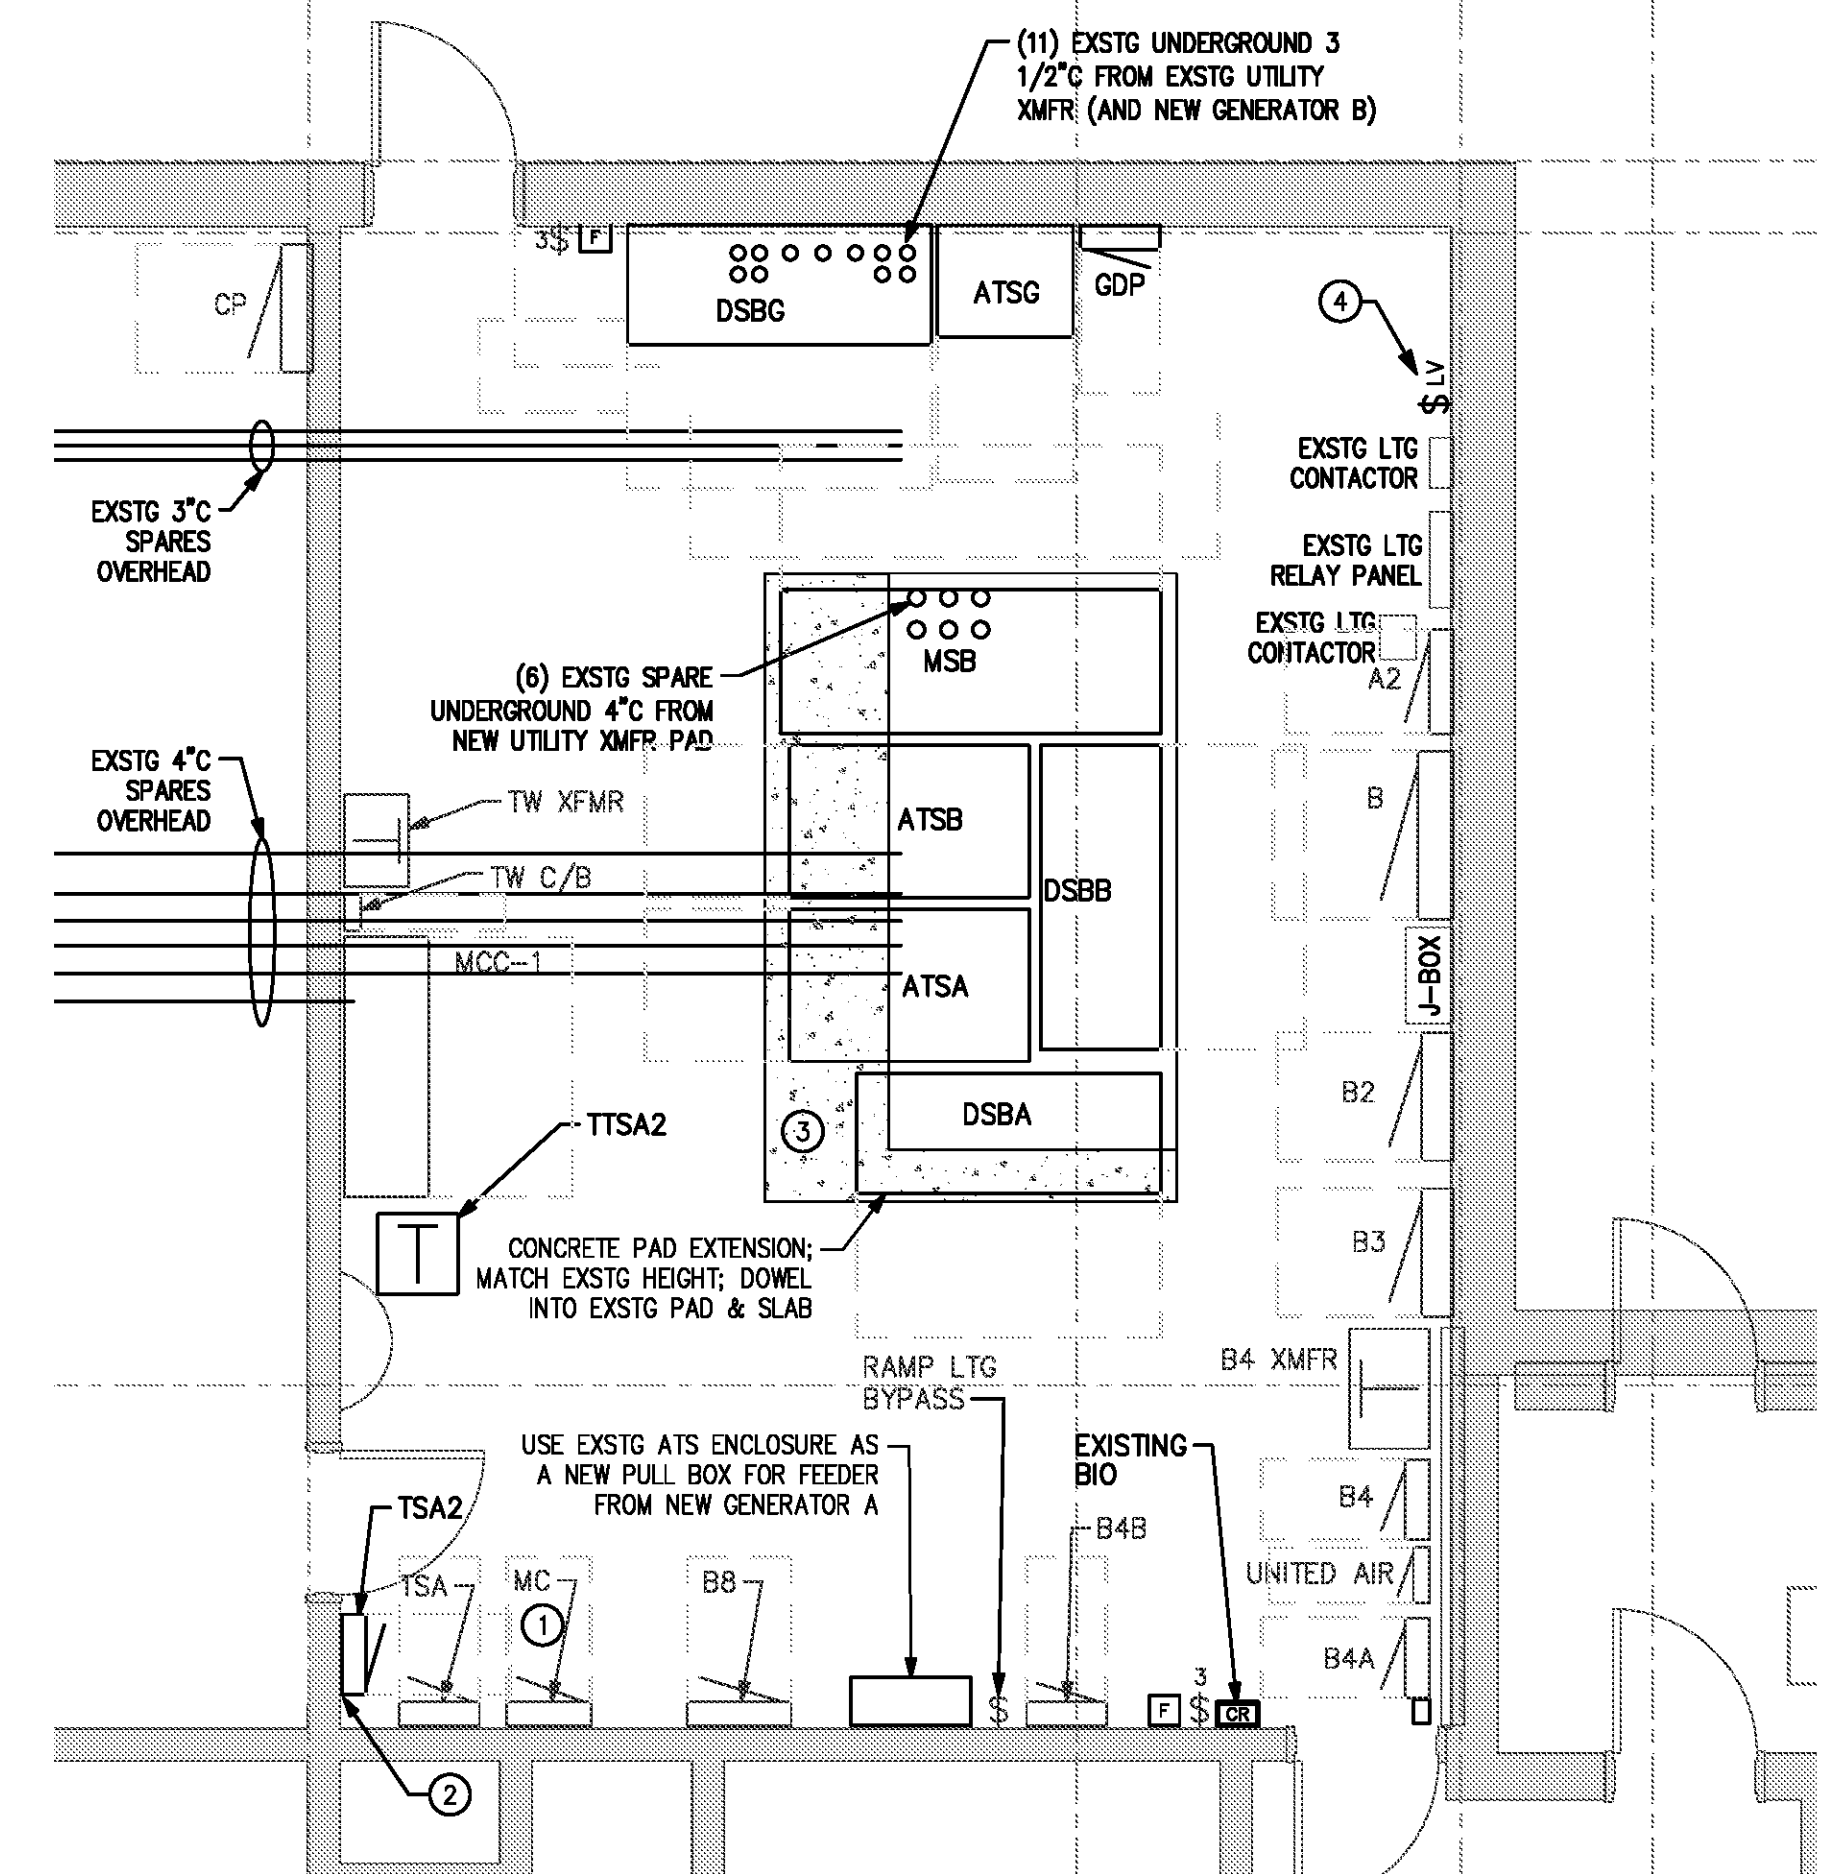 (11) EXSTG UNDERGROUND 3
1/2"C FROM EXSTG UTILITY
XMFR (AND NEW GENERATOR B)
3$
F
CP
DSBG
ATSG
GDP
4
$ LV
EXSTG 3"C
SPARES
OVERHEAD
EXSTG LTG
CONTACTOR
EXSTG LTG
RELAY PANEL
EXSTG LTG
CONTACTOR
A2
MSB
(6) EXSTG SPARE
UNDERGROUND 4"C FROM
NEW UTILITY XMFR PAD
EXSTG 4"C
SPARES
OVERHEAD
TW XFMR
TW C/B
MCC-1
ATSB
DSBB
ATSA
B
J-BOX
B2
DSBA
3
TTSA2
T
CONCRETE PAD EXTENSION;
MATCH EXSTG HEIGHT; DOWEL
INTO EXSTG PAD & SLAB
B3
B4 XMFR
RAMP LTG
BYPASS
USE EXSTG ATS ENCLOSURE AS
A NEW PULL BOX FOR FEEDER
FROM NEW GENERATOR A
EXISTING
BIO
B4
B4B
UNITED AIR
B4A
TSA2
TSA
MC
1
B8
$
F
3
$
CR
2